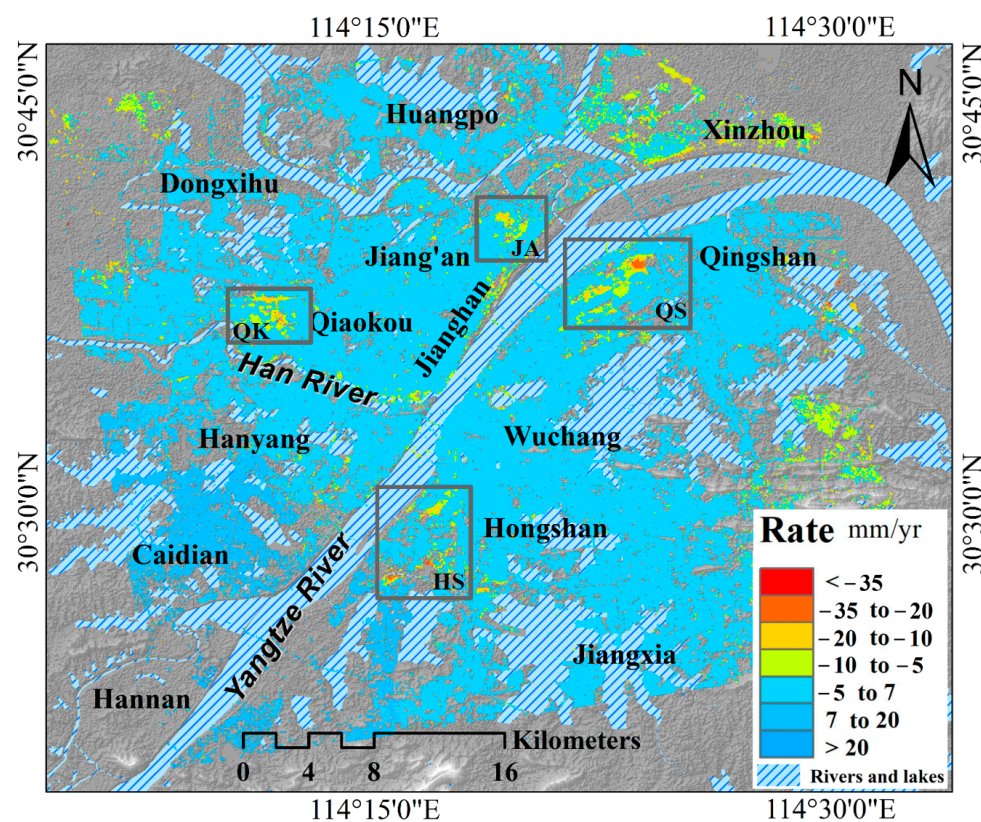 114°15'0"E
114°30'0"E
30°45'0"N
30°45'0"N
N
Huangpo
Xinzhou
Dongxihu
JA
Jiang'an
Qingshan
QS
Jianghan
QK
Qiaokou
Han River
Hanyang
Wuchang
30°30'0"N
30°30'0"N
Hongshan
Caidian
HS
Yangtze River
Jiangxia
Hannan
Kilometers
0 4 8 16
Rate mm/yr
< -35
-35 to -20
-20 to -10
-10 to -5
-5 to 7
7 to 20
> 20
Rivers and lakes
114°15'0"E
114°30'0"E